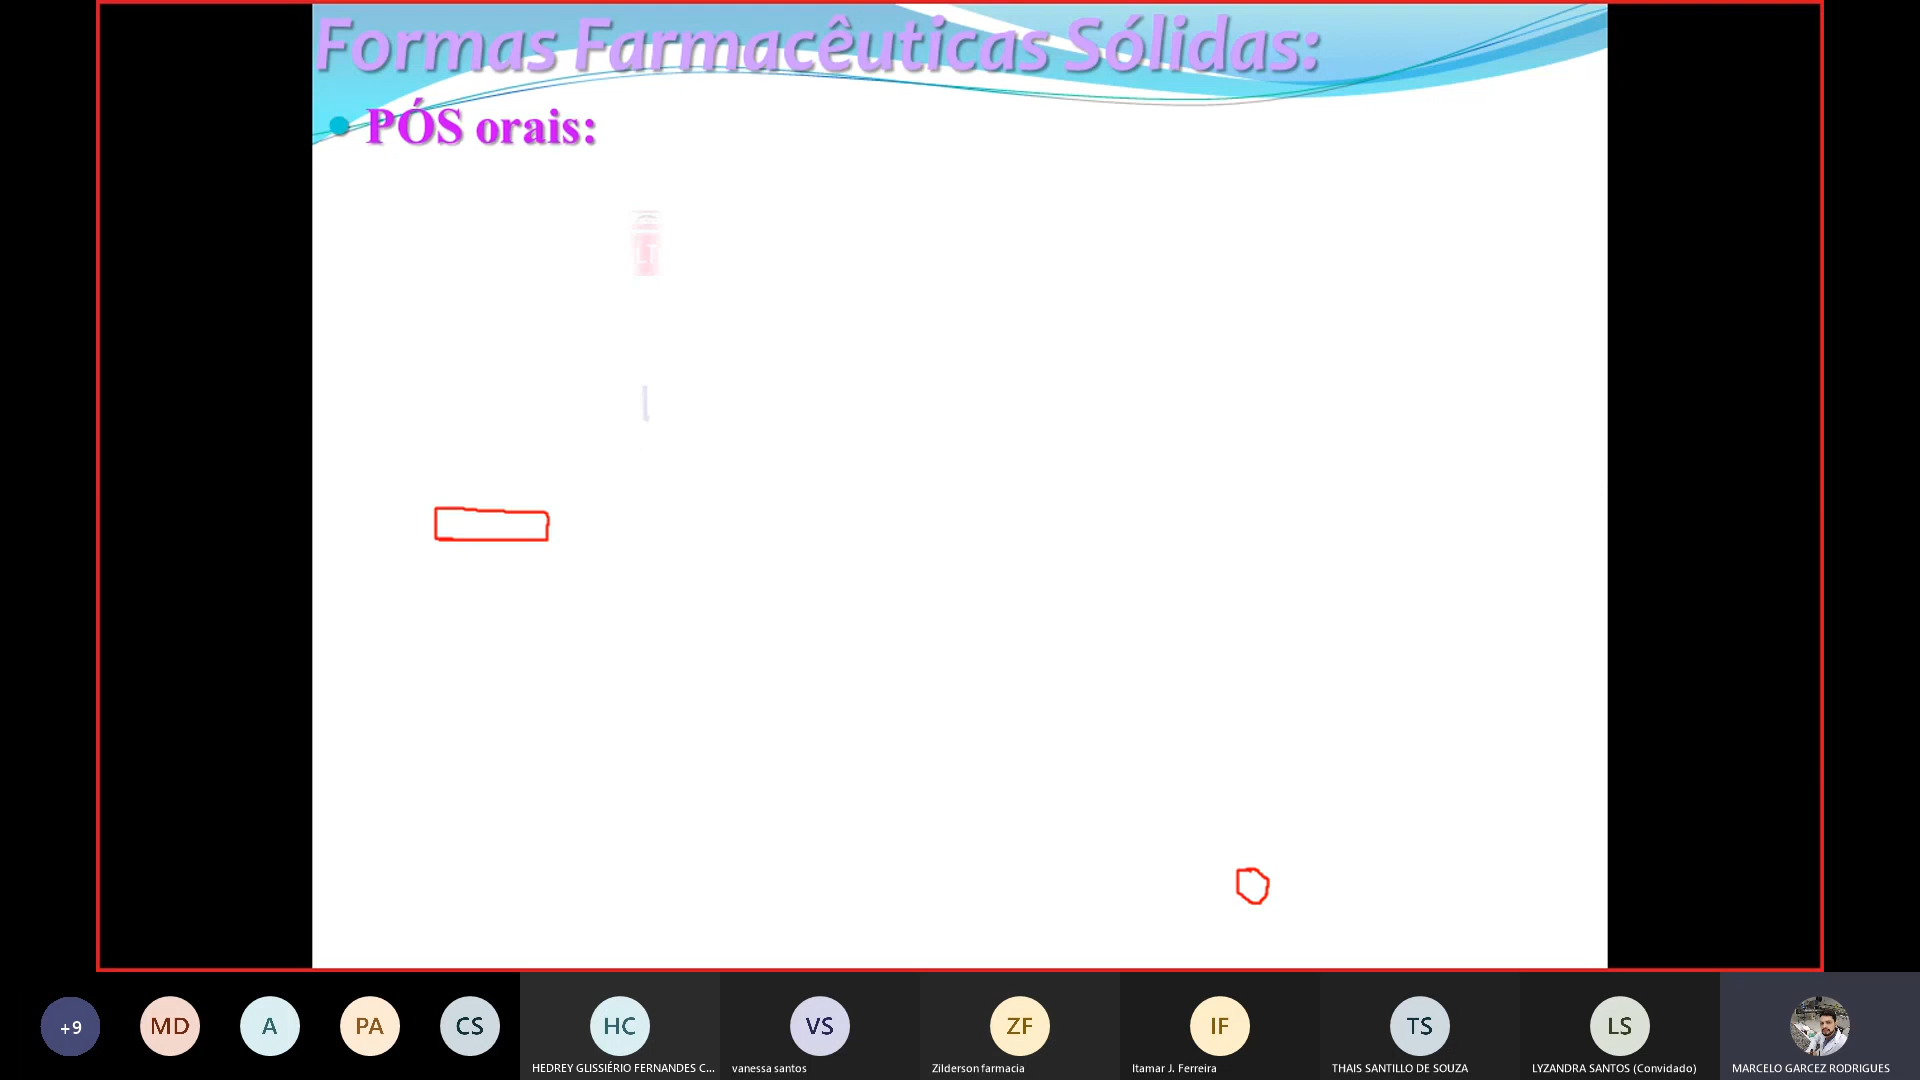 Formas Farmacêuticas Sólidas:
PÓS orais:
LT
+9
MD
A
PA
CS
HC
VS
ZF
IF
TS
LS
HEDREY GLISSIÉRIO FERNANDES C...
vanessa santos
Zilderson farmacia
Itamar J. Ferreira
THAIS SANTILLO DE SOUZA
LYZANDRA SANTOS (Convidado)
MARCELO GARCEZ RODRIGUES